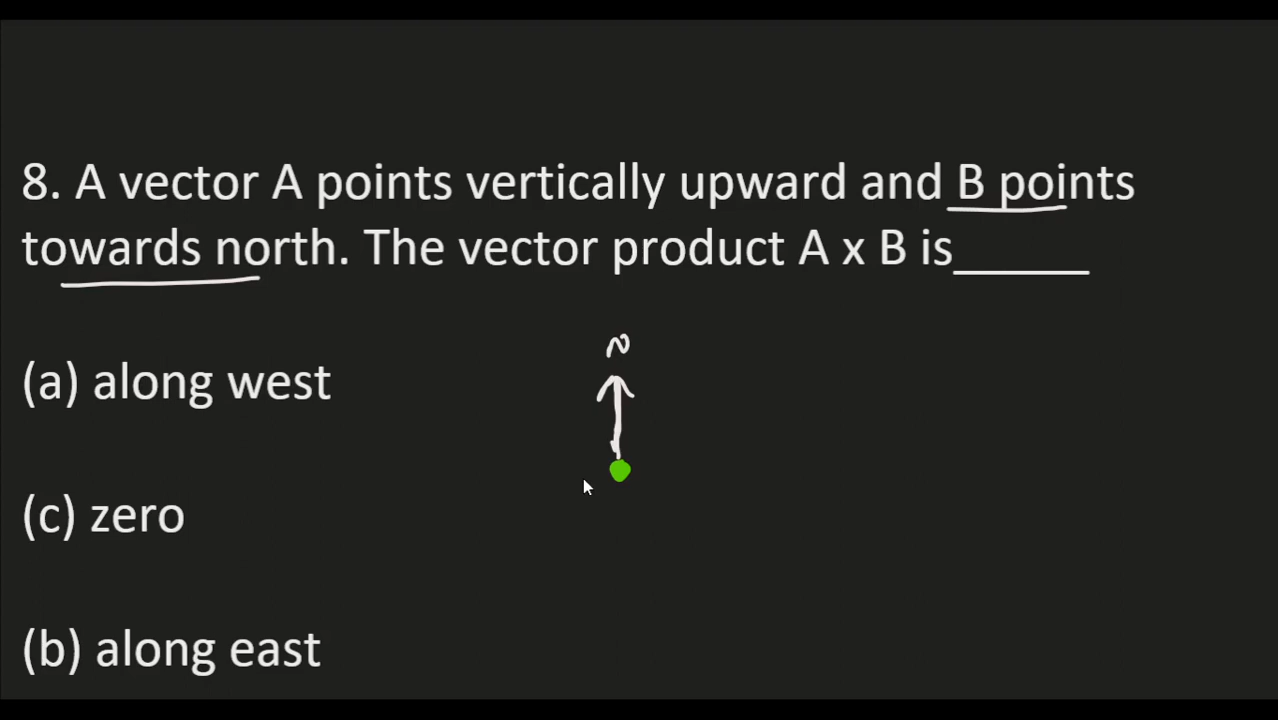 8. A vector A points vertically upward and B points
towards north. The vector product A x B is______
(a) along west
N
(c) zero
(b) along east